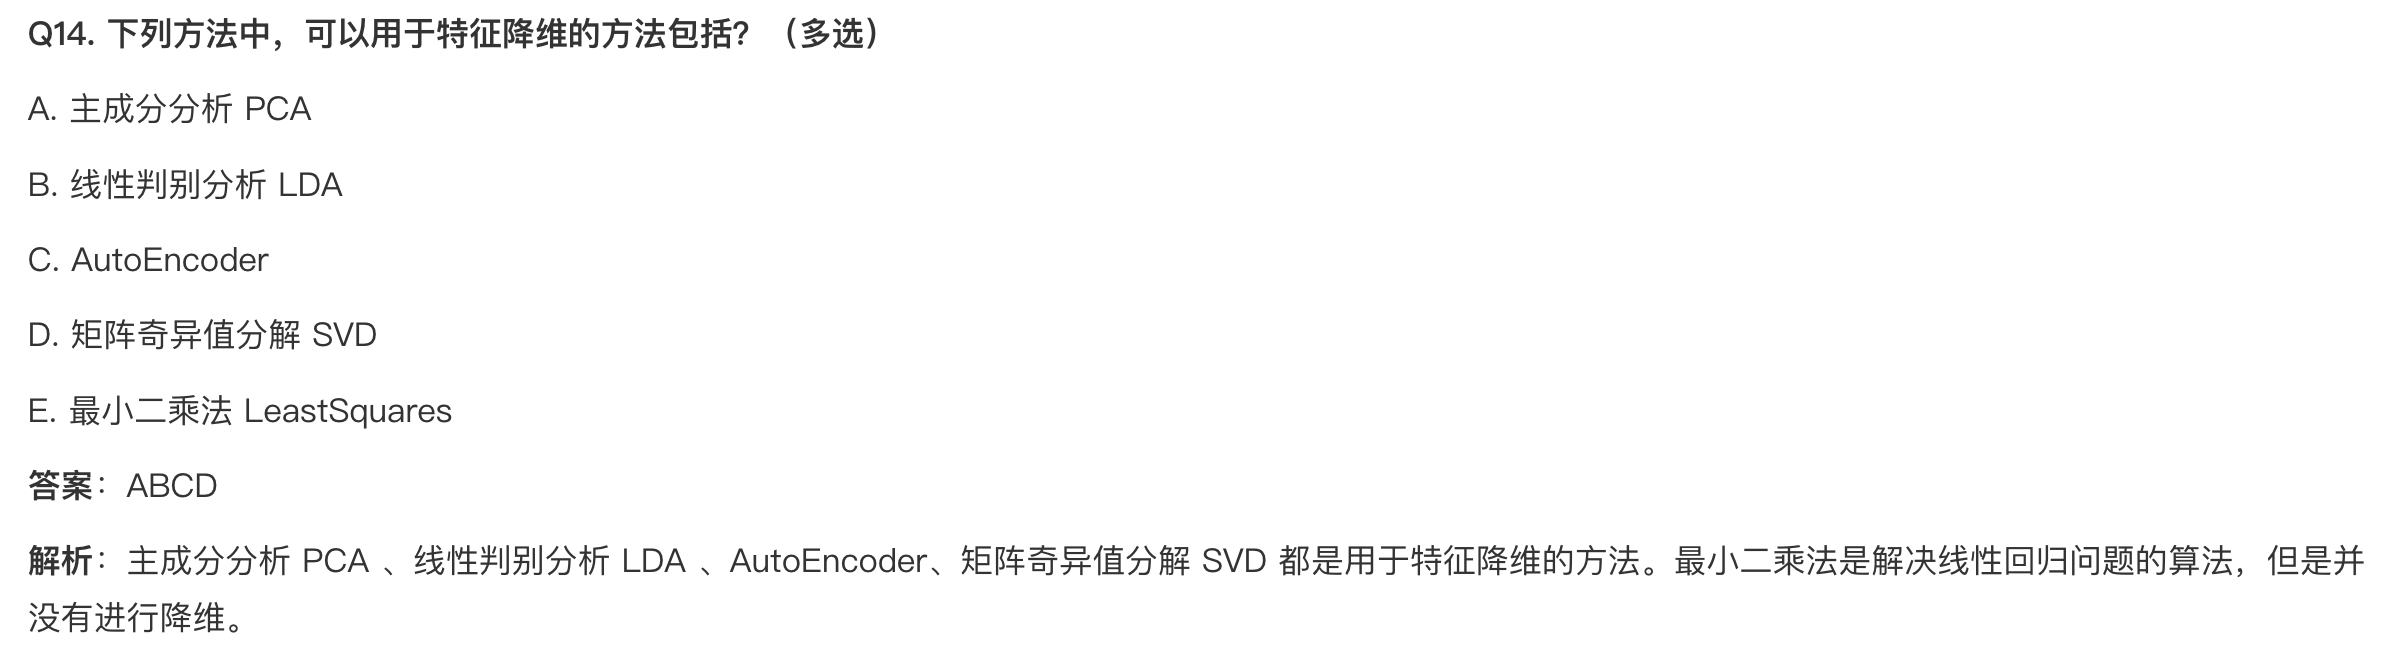 Q14. 下列方法中，可以用于特征降维的方法包括？（多选）
A. 主成分分析 PCA
B. 线性判别分析 LDA
C. AutoEncoder
D. 矩阵奇异值分解 SVD
E. 最小二乘法 LeastSquares
答案：ABCD
解析：主成分分析 PCA 、线性判别分析 LDA 、AutoEncoder、矩阵奇异值分解 SVD 都是用于特征降维的方法。最小二乘法是解决线性回归问题的算法，但是并
没有进行降维。